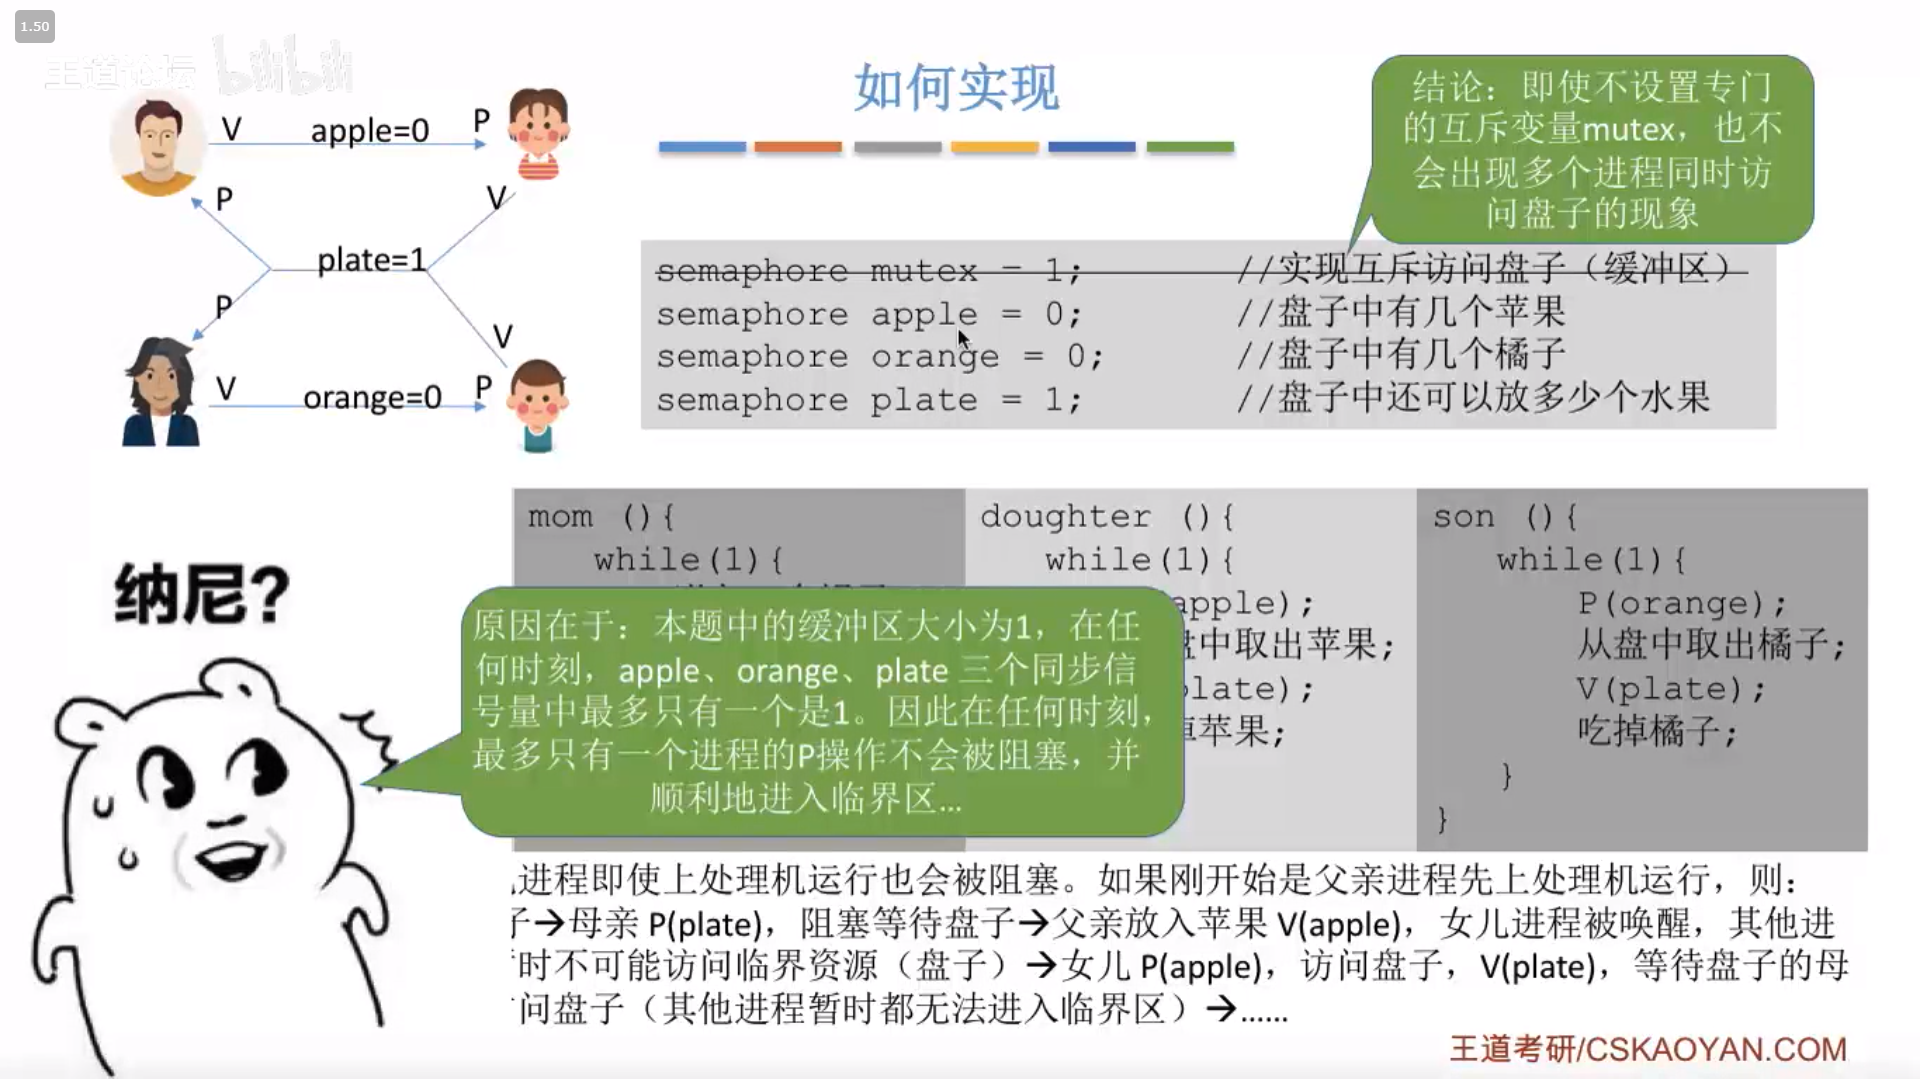 1.50
王道论坛 bilibili
如何实现
结论：即使不设置专门
的互斥变量mutex，也不
会出现多个进程同时访
问盘子的现象
V apple=0 P
P V
plate=1
P V
V orange=0 P
semaphore mutex = 1; //实现互斥访问盘子（缓冲区）
semaphore apple = 0; //盘子中有几个苹果
semaphore orange = 0; //盘子中有几个橘子
semaphore plate = 1; //盘子中还可以放多少个水果
mom (){
while(1){
doughter (){
while(1){
apple);
中取出苹果;
late);
苹果;
son (){
while(1){
P(orange);
从盘中取出橘子;
V(plate);
吃掉橘子;
}
}
纳尼?
原因在于：本题中的缓冲区大小为1，在任
何时刻，apple、orange、plate 三个同步信
号量中最多只有一个是1。因此在任何时刻，
最多只有一个进程的P操作不会被阻塞，并
顺利地进入临界区...
进程即使上处理机运行也会被阻塞。如果刚开始是父亲进程先上处理机运行，则：
子→母亲 P(plate)，阻塞等待盘子→父亲放入苹果 V(apple)，女儿进程被唤醒，其他进
时不可能访问临界资源（盘子）→女儿 P(apple)，访问盘子，V(plate)，等待盘子的母
问盘子（其他进程暂时都无法进入临界区）→......
王道考研/CSKAOYAN.COM